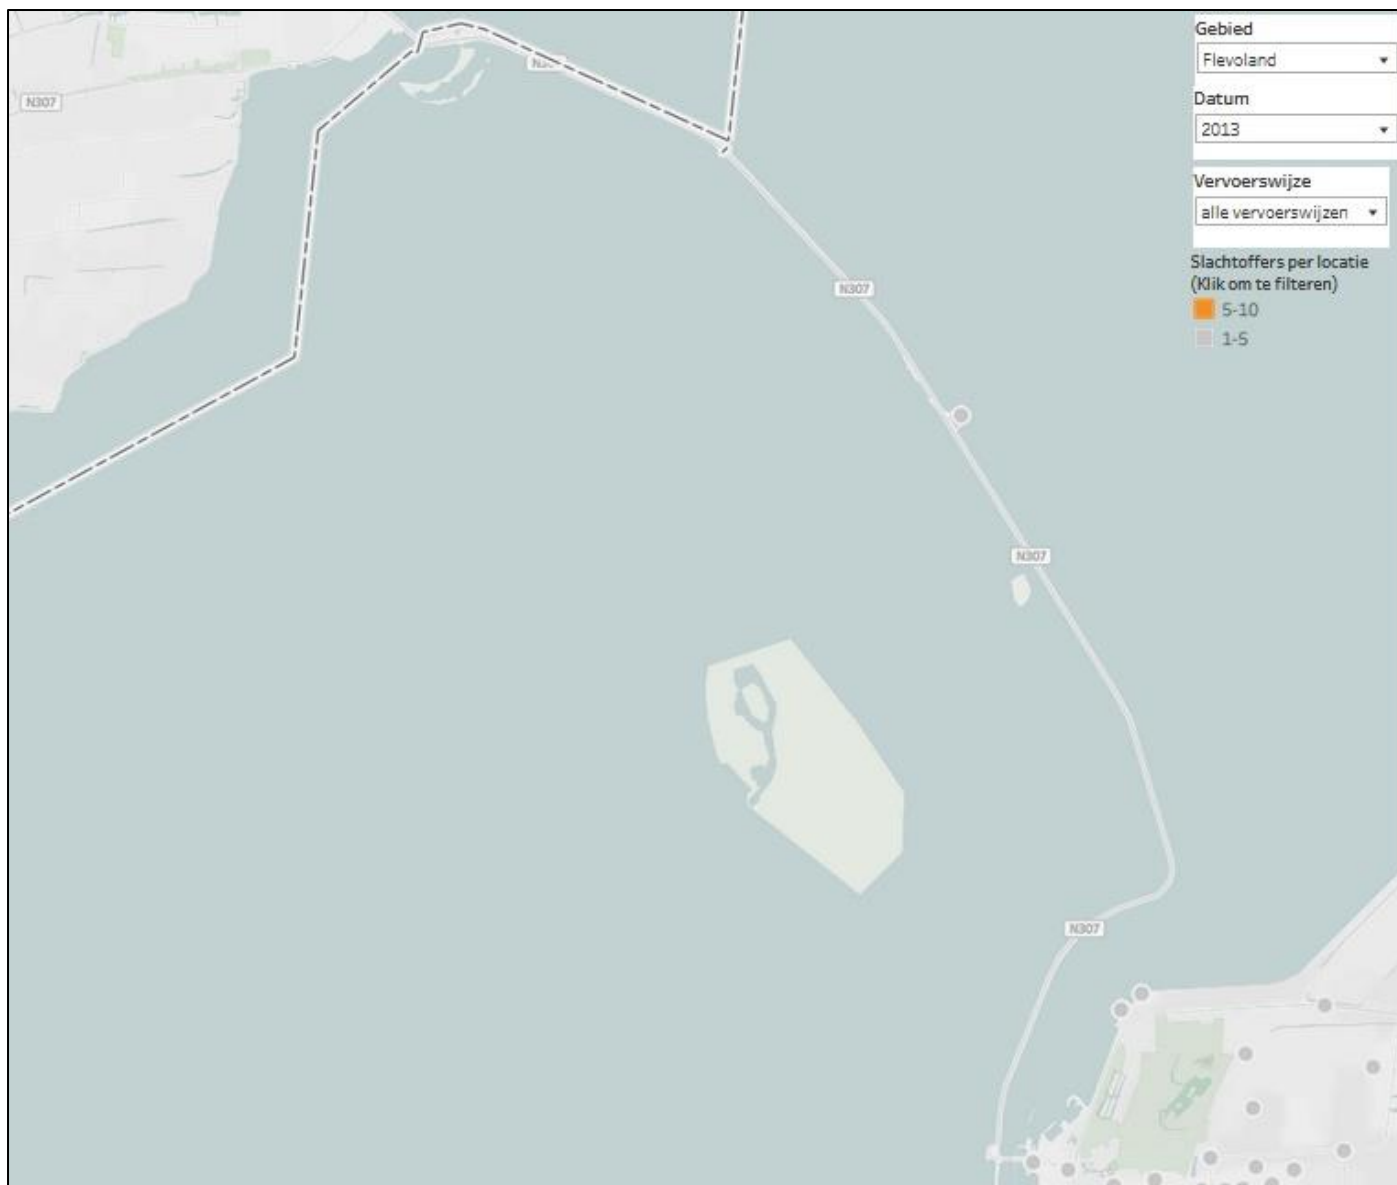 Gebied
Flevoland
Datum
2013
Vervoerswijze
alle vervoerswijzen
Slachtoffers per locatie
(Klik om te filteren)
5-10
1-5
N307
N307
N307
N307